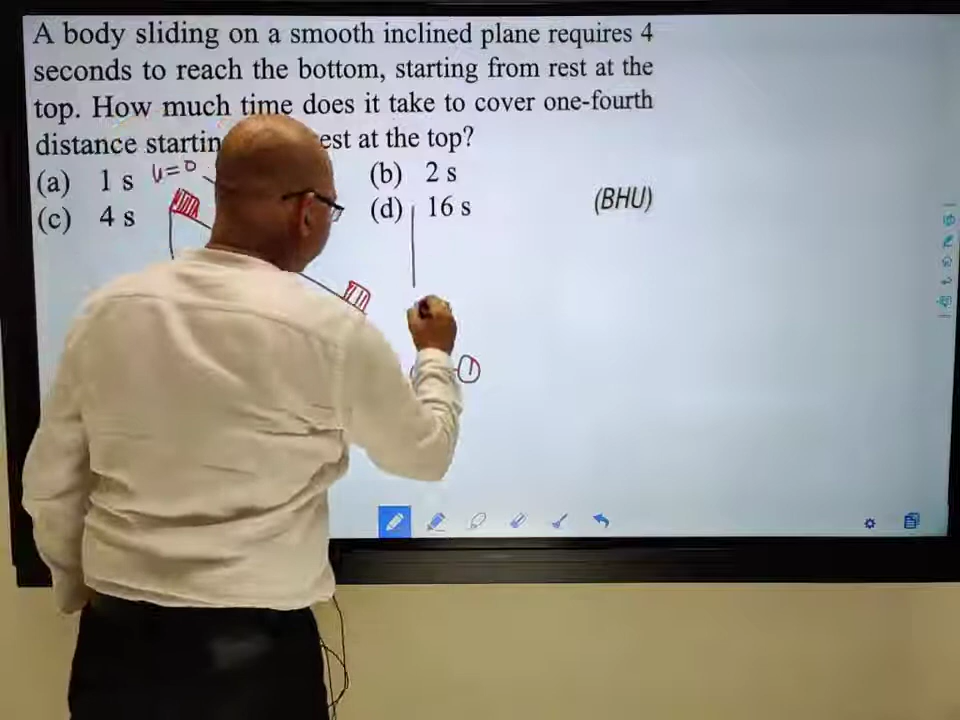 A body sliding on a smooth inclined plane requires 4
seconds to reach the bottom, starting from rest at the
top. How much time does it take to cover one-fourth
distance startin est at the top?
(a) 1 s u=0 (b) 2 s
(c) 4 s (d) 16 s (BHU)
①